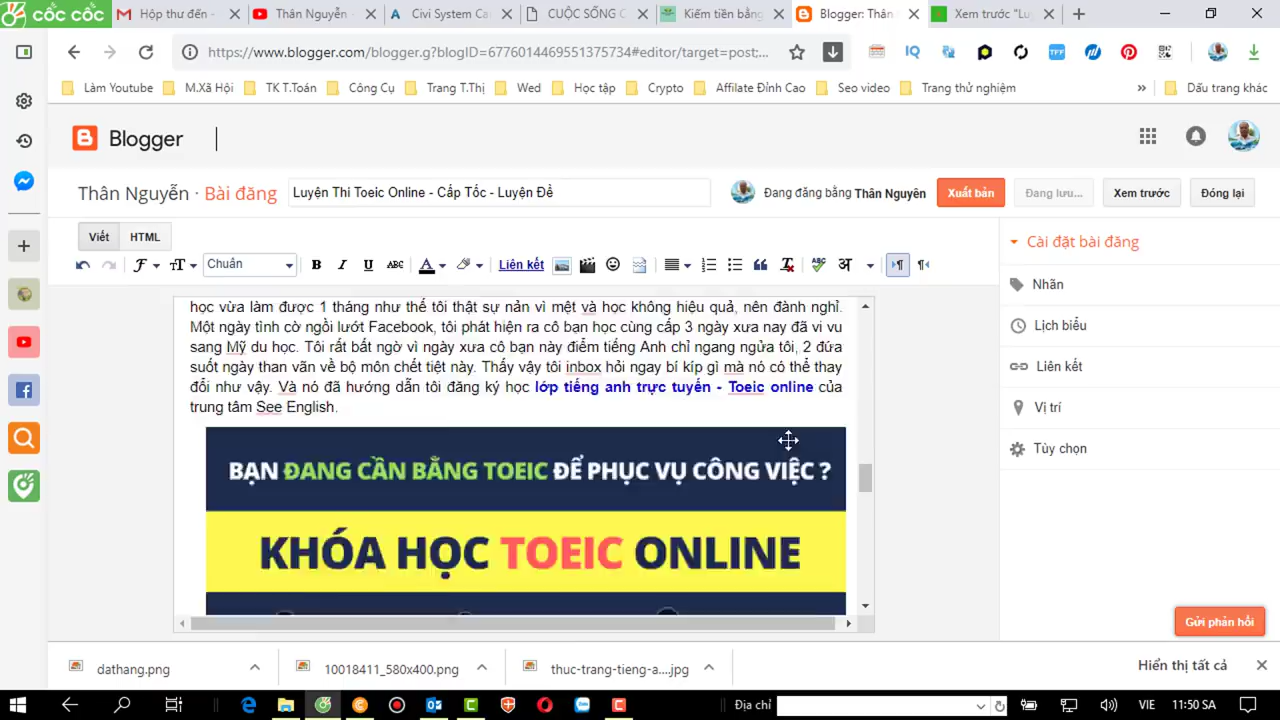 cốc cốc
Hộp thư đến -
Thân Nguyễn
Civi System Ca
CUỘC SỐNG C
Kiếm tiền bằng
Blogger: Thân
Xem trước "Lu
https://www.blogger.com/blogger.g?blogID=6776014469551375734#editor/target=post;...
IQ
TFF
Làm Youtube
M.Xã Hội
TK T.Toán
Công Cụ
Trang T.Thị
Wed
Học tập
Crypto
Affilate Đỉnh Cao
Seo video
Trang thử nghiệm
»
Dấu trang khác
Blogger
Thân Nguyễn · Bài đăng
Luyện Thi Toeic Online - Cấp Tốc - Luyện Đề
Đang đăng bằng Thân Nguyên
Xuất bản
Đang lưu...
Xem trước
Đóng lại
Viết
HTML
Chuẩn
B
I
U
ABC
A
Liên kết
Cài đặt bài đăng
Nhãn
Lịch biểu
Liên kết
Vị trí
Tùy chọn
học vừa làm được 1 tháng như thế tôi thật sự nản vì mệt và học không hiệu quả, nên đành nghỉ.
Một ngày tình cờ ngồi lướt Facebook, tôi phát hiện ra cô bạn học cùng cấp 3 ngày xưa nay đã vi vu
sang Mỹ du học. Tôi rất bất ngờ vì ngày xưa cô bạn này điểm tiếng Anh chỉ ngang ngửa tôi, 2 đứa
suốt ngày than vãn về bộ môn chết tiệt này. Thấy vậy tôi inbox hỏi ngay bí kíp gì mà nó có thể thay
đổi như vậy. Và nó đã hướng dẫn tôi đăng ký học lớp tiếng anh trực tuyến - Toeic online của
trung tâm See English.
BẠN ĐANG CẦN BẰNG TOEIC ĐỂ PHỤC VỤ CÔNG VIỆC ?
KHÓA HỌC TOEIC ONLINE
Gửi phản hồi
dathang.png
10018411_580x400.png
thuc-trang-tieng-a....jpg
Hiển thị tất cả
Địa chỉ
VIE
11:50 SA